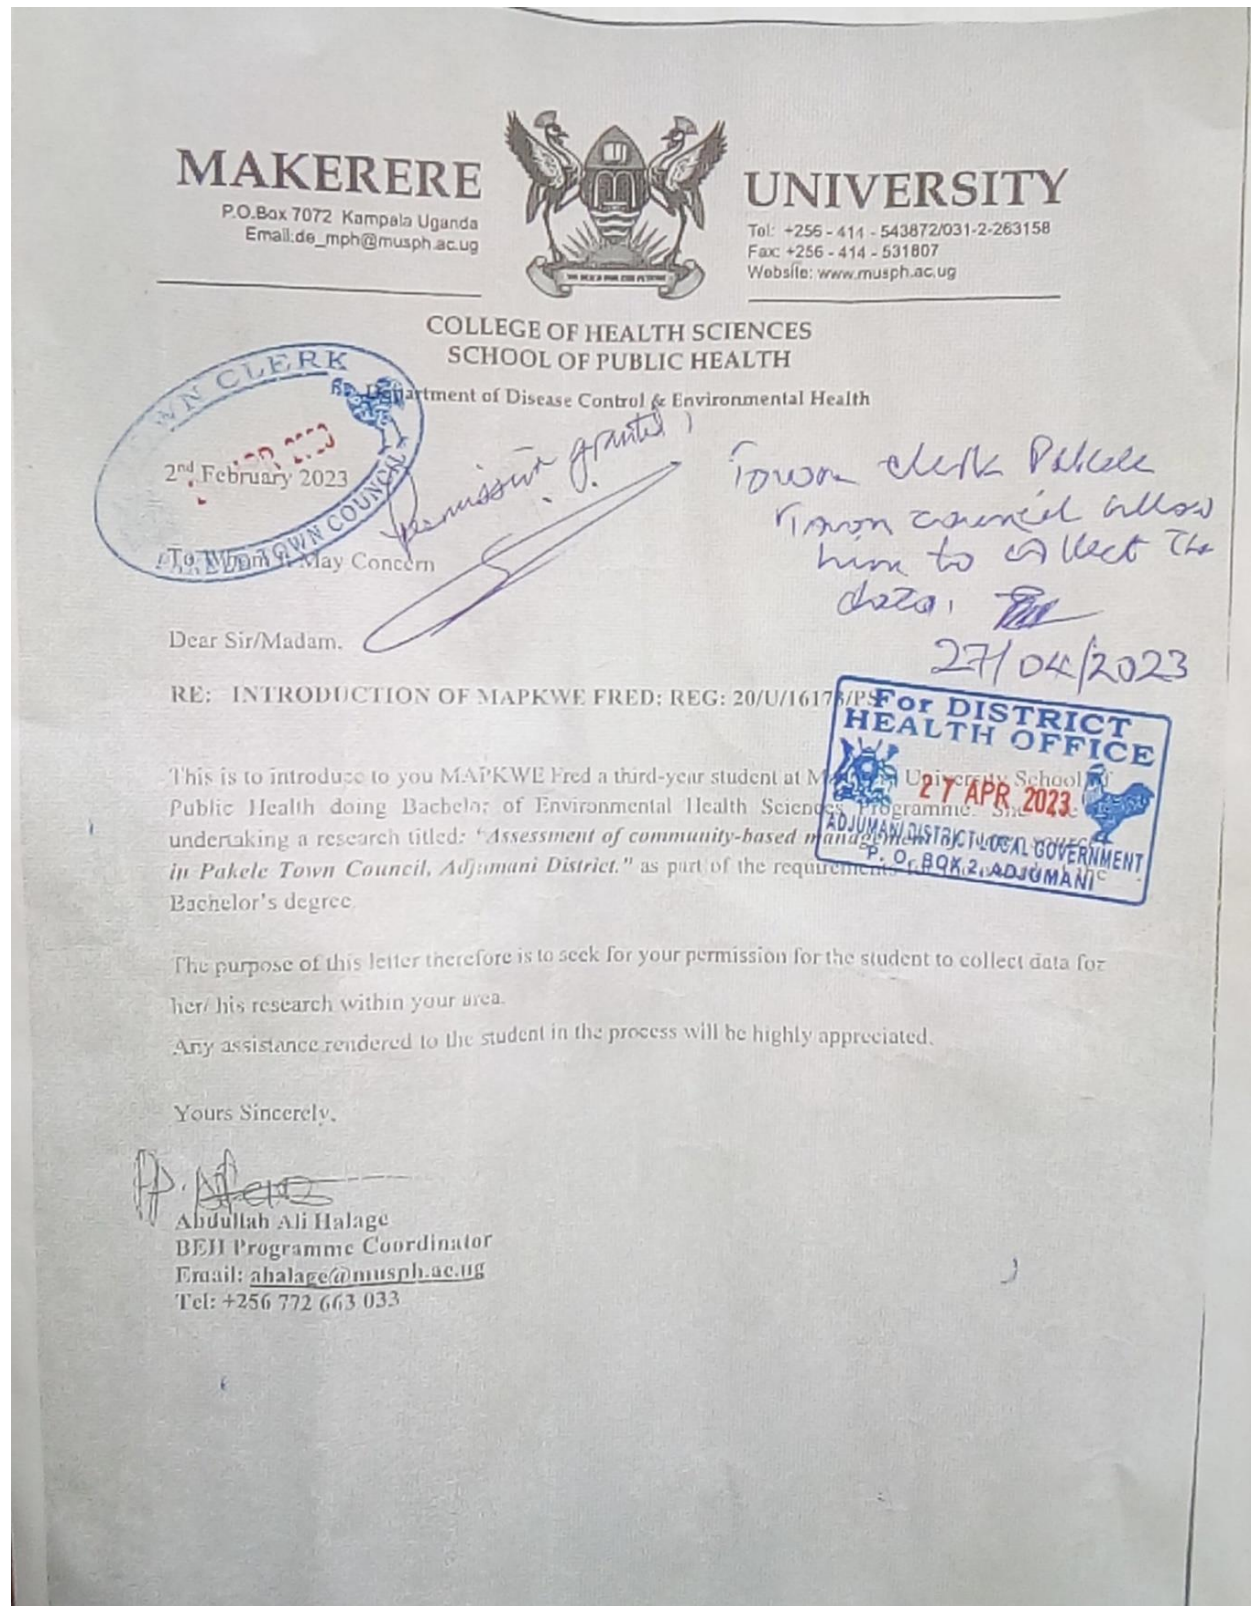 MAKERERE UNIVERSITY
P.O.Box 7072 Kampala Uganda
Email:de_mph@musph.ac.ug
Tel: +256 - 414 - 543872/031-2-263158
Fax: +256 - 414 - 531807
Website: www.musph.ac.ug
COLLEGE OF HEALTH SCIENCES
SCHOOL OF PUBLIC HEALTH
Department of Disease Control & Environmental Health
WN CLERK
TOWN COUNCIL
2nd February 2023
Permission granted
Town clerk Pakele
Town council allow
him to collect the
data.
27/04/2023
To Whom It May Concern
Dear Sir/Madam,
RE: INTRODUCTION OF MAPKWE FRED: REG: 20/U/16175/PS
For DISTRICT
HEALTH OFFICE
27 APR 2023
ADJUMANI DISTRICT LOCAL GOVERNMENT
P. O. BOX 2, ADJUMANI
This is to introduce to you MAPKWE Fred a third-year student at University School of
Public Health doing Bachelor of Environmental Health Sciences Programme.
undertaking a research titled: "Assessment of community-based management
in Pakele Town Council, Adjumani District." as part of the requirements the
Bachelor's degree
The purpose of this letter therefore is to seek for your permission for the student to collect data for
her/ his research within your area.
Any assistance rendered to the student in the process will be highly appreciated.
Yours Sincerely,
PP.
Abdullah Ali Halage
BEH Programme Coordinator
Email: ahalage@musph.ac.ug
Tel: +256 772 663 033